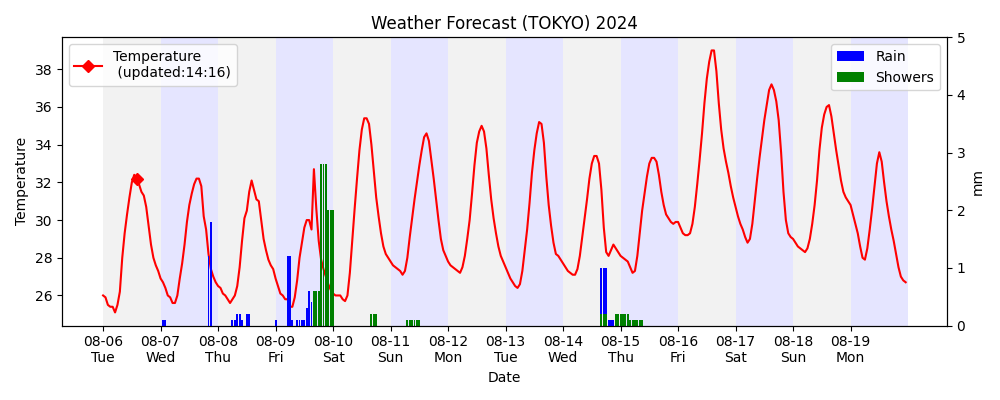 Weather Forecast (TOKYO) 2024
Temperature
(updated:14:16)
Rain
Showers
Temperature
38
36
34
32
30
28
26
5
4
3
2
1
0
mm
08-06 08-07 08-08 08-09 08-10 08-11 08-12 08-13 08-14 08-15 08-16 08-17 08-18 08-19
Tue Wed Thu Fri Sat Sun Mon Tue Wed Thu Fri Sat Sun Mon
Date